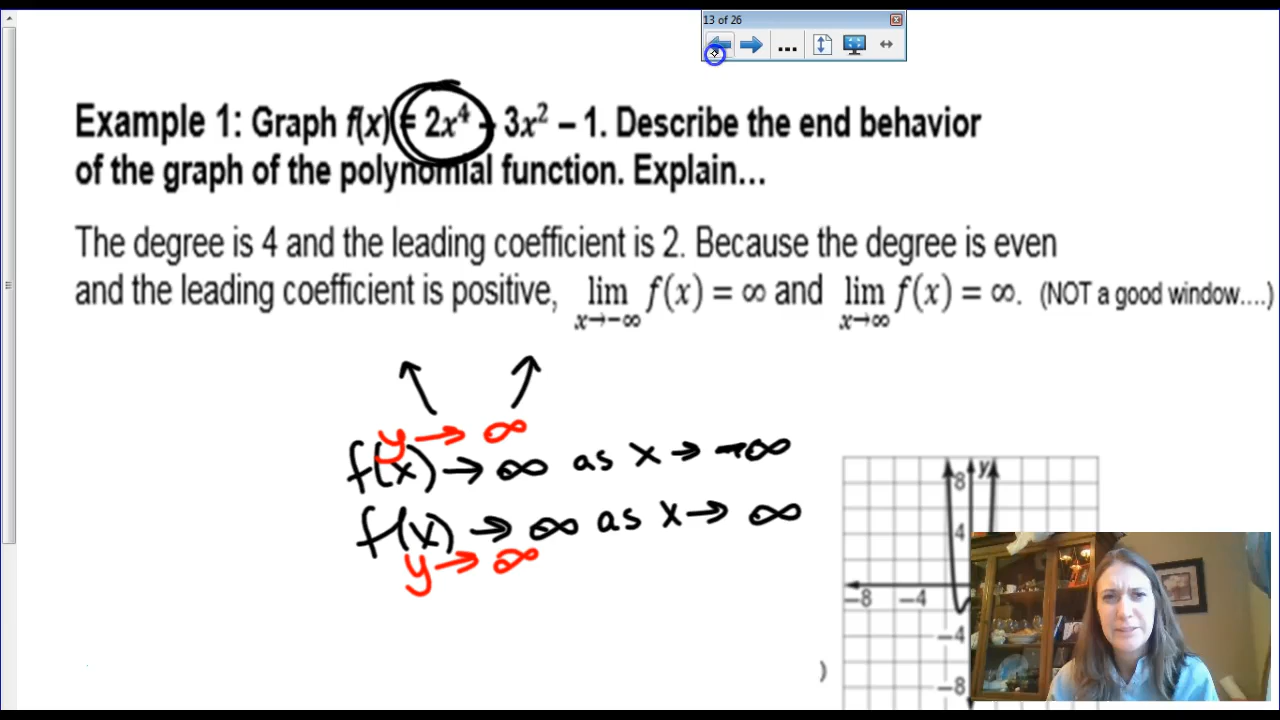 13 of 26
Example 1: Graph f(x) = 2x⁴ – 3x² – 1. Describe the end behavior
of the graph of the polynomial function. Explain…
The degree is 4 and the leading coefficient is 2. Because the degree is even
and the leading coefficient is positive, lim x→−∞ f(x) = ∞ and lim x→∞ f(x) = ∞. (NOT a good window….)
y → ∞
f(x) → ∞ as x → -∞
f(x) → ∞ as x → ∞
y → ∞
8 y
4
−8 −4
−4
)
−8